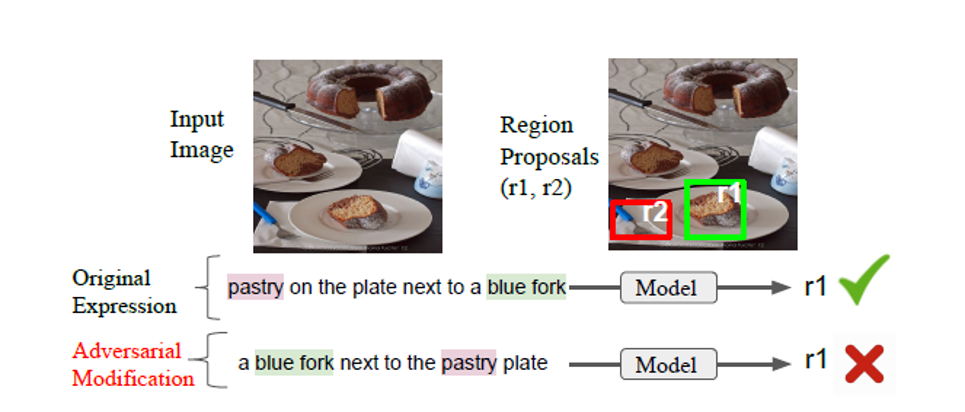 Input
Image
Region
Proposals
(r1, r2)
r1
r2
Original
Expression
pastry on the plate next to a blue fork
Model
r1
Adversarial
Modification
a blue fork next to the pastry plate
Model
r1